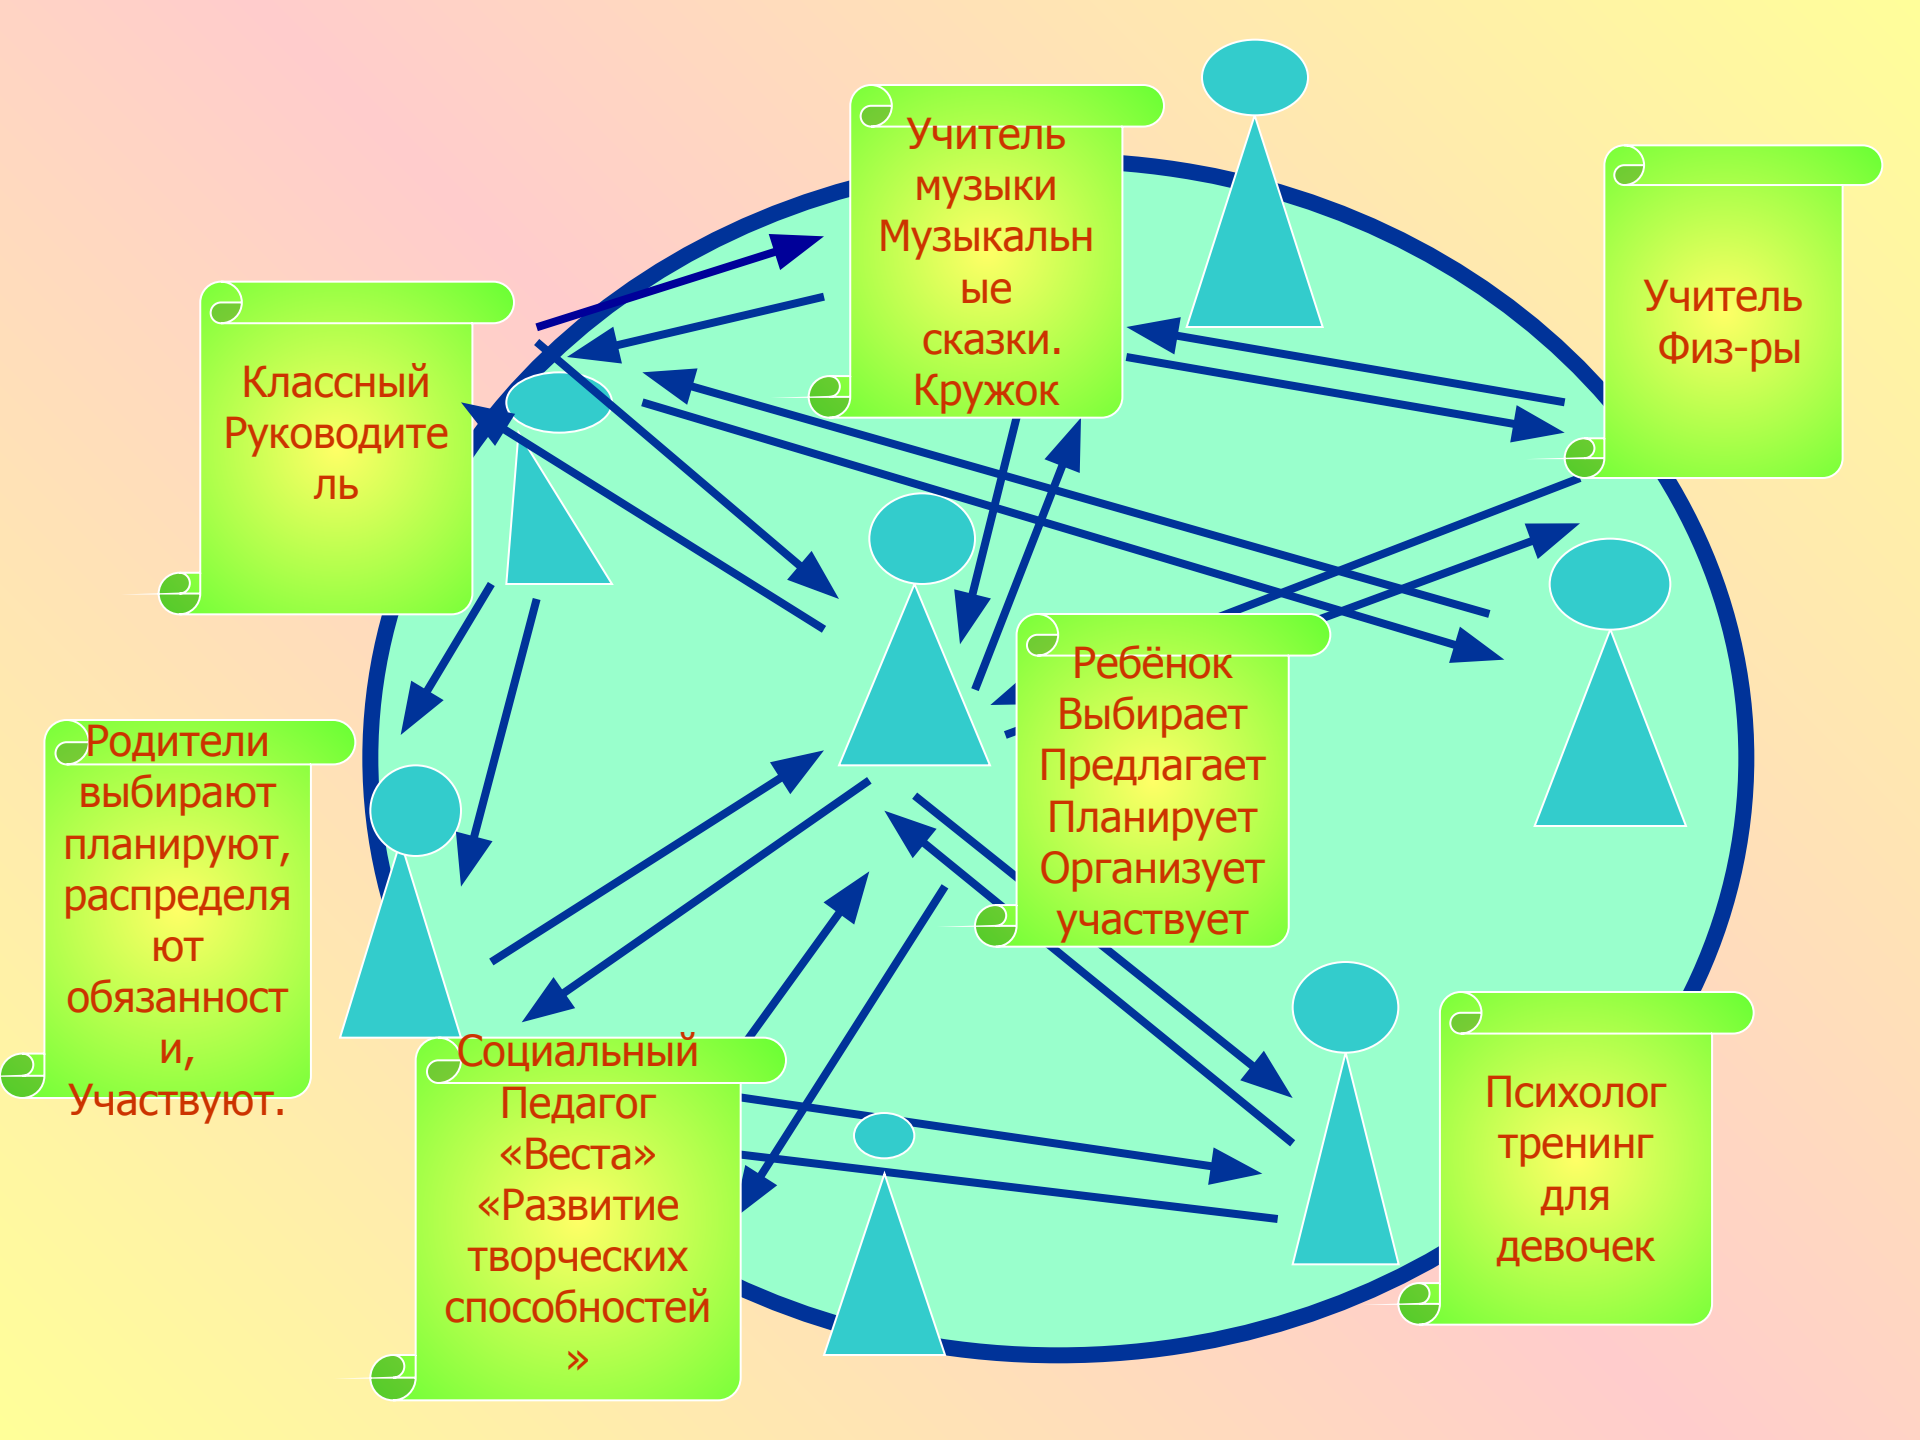 Учитель
музыки
Музыкальн
ые
сказки.
Кружок
Учитель
Физ-ры
Классный
Руководите
ль
Ребёнок
Выбирает
Предлагает
Планирует
Организует
участвует
Родители
выбирают
планируют,
распределя
ют
обязанност
и,
Участвуют.
Социальный
Педагог
«Веста»
«Развитие
творческих
способностей
»
Психолог
тренинг
для
девочек